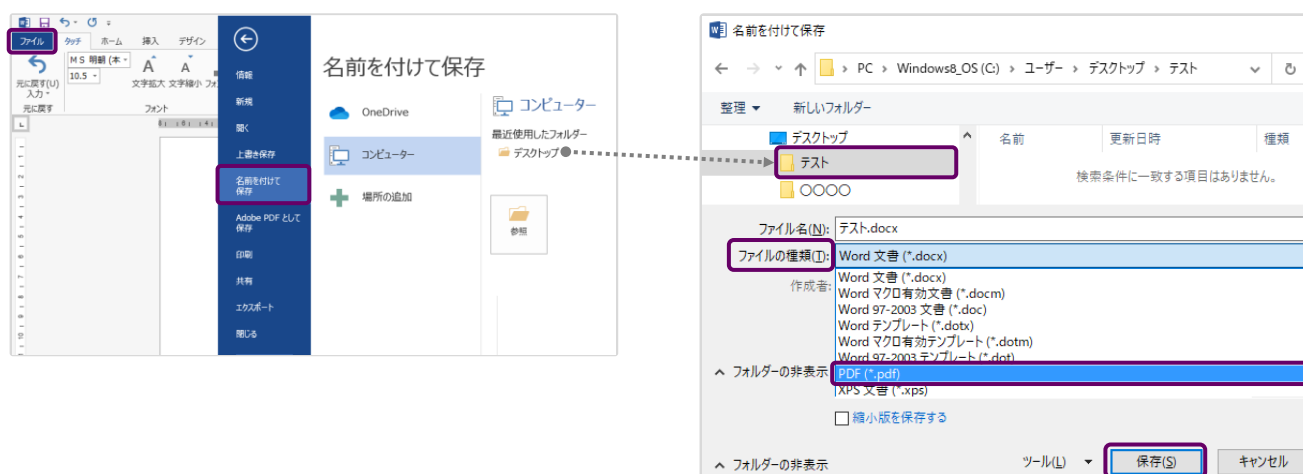 ファイル タッチ ホーム 挿入 デザイン
元に戻す(U)
入力
元に戻す
MS 明朝 (本
10.5
A A
文字拡大 文字縮小
フォント
情報
新規
開く
上書き保存
名前を付けて
保存
Adobe PDF として
保存
印刷
共有
エクスポート
閉じる
名前を付けて保存
OneDrive
コンピューター
場所の追加
コンピューター
最近使用したフォルダー
デスクトップ
参照
名前を付けて保存
PC > Windows8_OS (C:) > ユーザー > デスクトップ > テスト
整理 新しいフォルダー
デスクトップ
テスト
〇〇〇〇
名前 更新日時 種類
検索条件に一致する項目はありません。
ファイル名(N): テスト.docx
ファイルの種類(T): Word 文書 (*.docx)
作成者:
Word 文書 (*.docx)
Word マクロ有効文書 (*.docm)
Word 97-2003 文書 (*.doc)
Word テンプレート (*.dotx)
Word マクロ有効テンプレート (*.dotm)
Word 97-2003 テンプレート (*.dot)
フォルダーの非表示
PDF (*.pdf)
XPS 文書 (*.xps)
縮小版を保存する
フォルダーの非表示 ツール(L) 保存(S) キャンセル